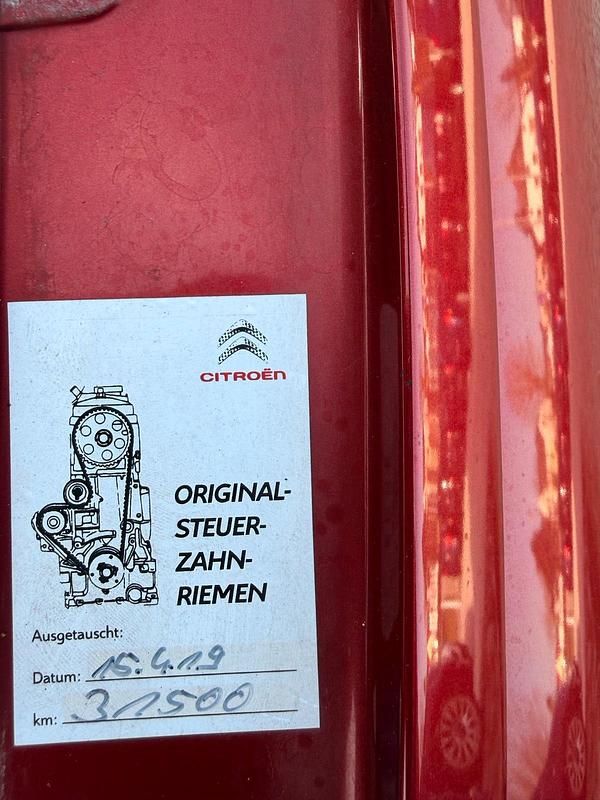 CITROËN
ORIGINAL-
STEUER-
ZAHN-
RIEMEN
Ausgetauscht:
Datum: 15.4.19
km: 31500